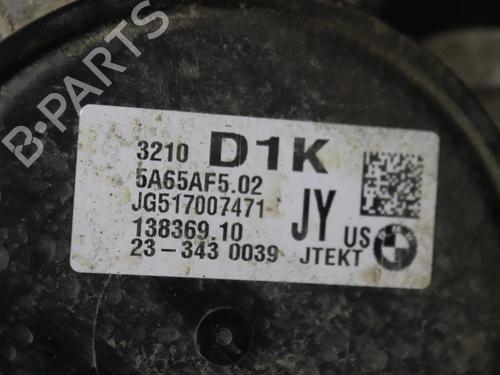 B-PARTS
3210 D1K
5A65AF5.02
JG517007471
138369.10
23-343 0039
JY US
JTEKT